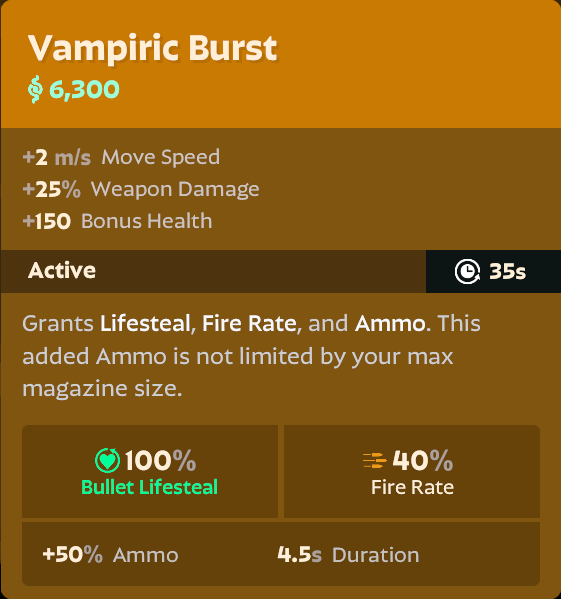 Vampiric Burst
6,300
+2 m/s Move Speed
+25% Weapon Damage
+150 Bonus Health
Active 35s
Grants Lifesteal, Fire Rate, and Ammo. This
added Ammo is not limited by your max
magazine size.
100% 40%
Bullet Lifesteal Fire Rate
+50% Ammo 4.5s Duration